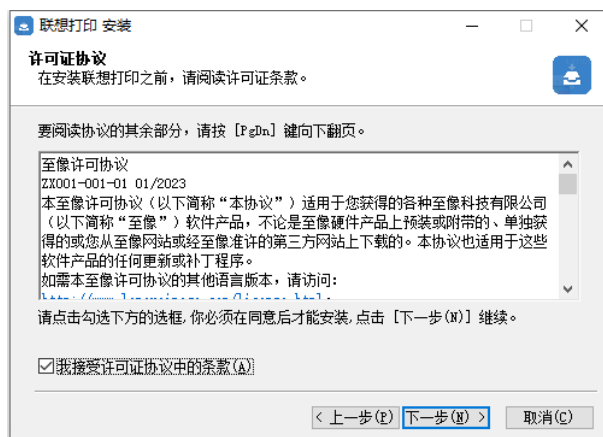 联想打印 安装
许可证协议
在安装联想打印之前，请阅读许可证条款。
要阅读协议的其余部分，请按 [PgDn] 键向下翻页。
至像许可协议
ZX001-001-01 01/2023
本至像许可协议（以下简称“本协议”）适用于您获得的各种至像科技有限公司
（以下简称“至像”）软件产品，不论是至像硬件产品上预装或附带的、单独获
得的或您从至像网站或经至像准许的第三方网站上下载的。本协议也适用于这些
软件产品的任何更新或补丁程序。
如需本至像许可协议的其他语言版本，请访问：
请点击勾选下方的选框,你必须在同意后才能安装,点击 [下一步(N)] 继续。
我接受许可证协议中的条款(A)
< 上一步(P) 下一步(N) > 取消(C)